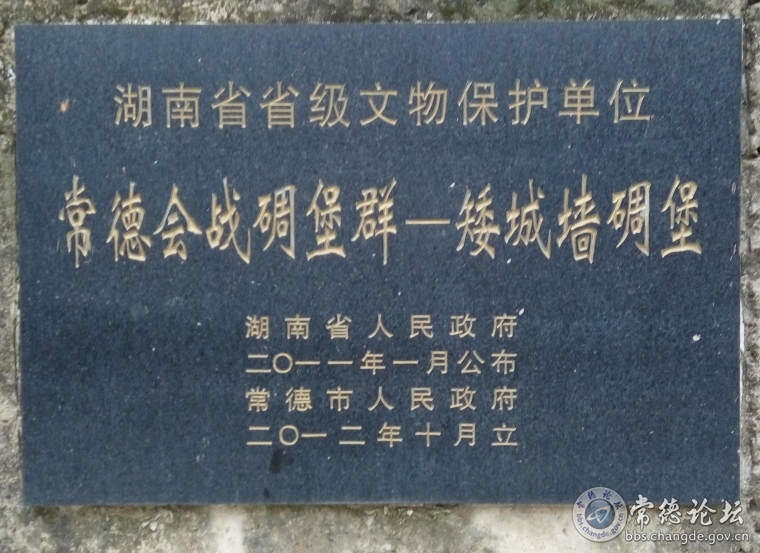 湖南省省级文物保护单位
常德会战碉堡群—矮城墙碉堡
湖南省人民政府
二〇一一年一月公布
常德市人民政府
二〇一二年十月立
常德论坛
bbs.changde.gov.cn